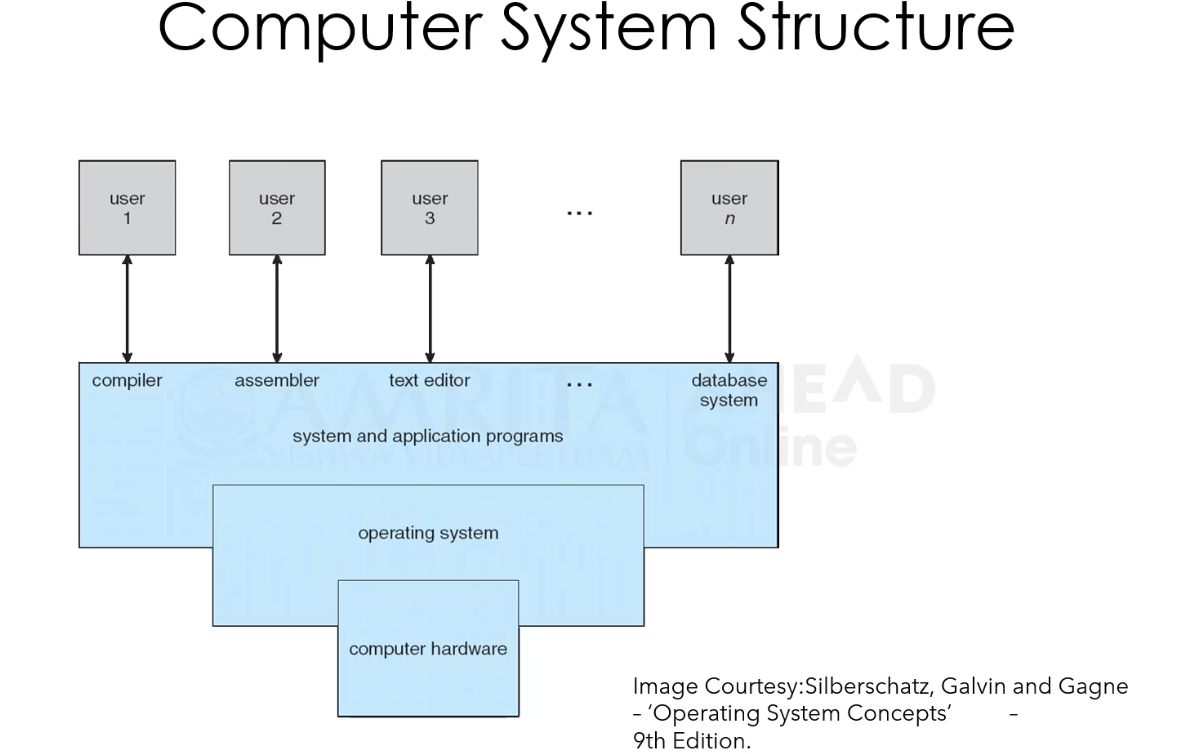 Computer System Structure
user
1
user
2
user
3
...
user
n
compiler
assembler
text editor
...
database
system
system and application programs
operating system
computer hardware
AMRITA
VISHWA VIDYAPEETHAM
AHEAD
Online
Image Courtesy:Silberschatz, Galvin and Gagne
– ‘Operating System Concepts’ –
9th Edition.